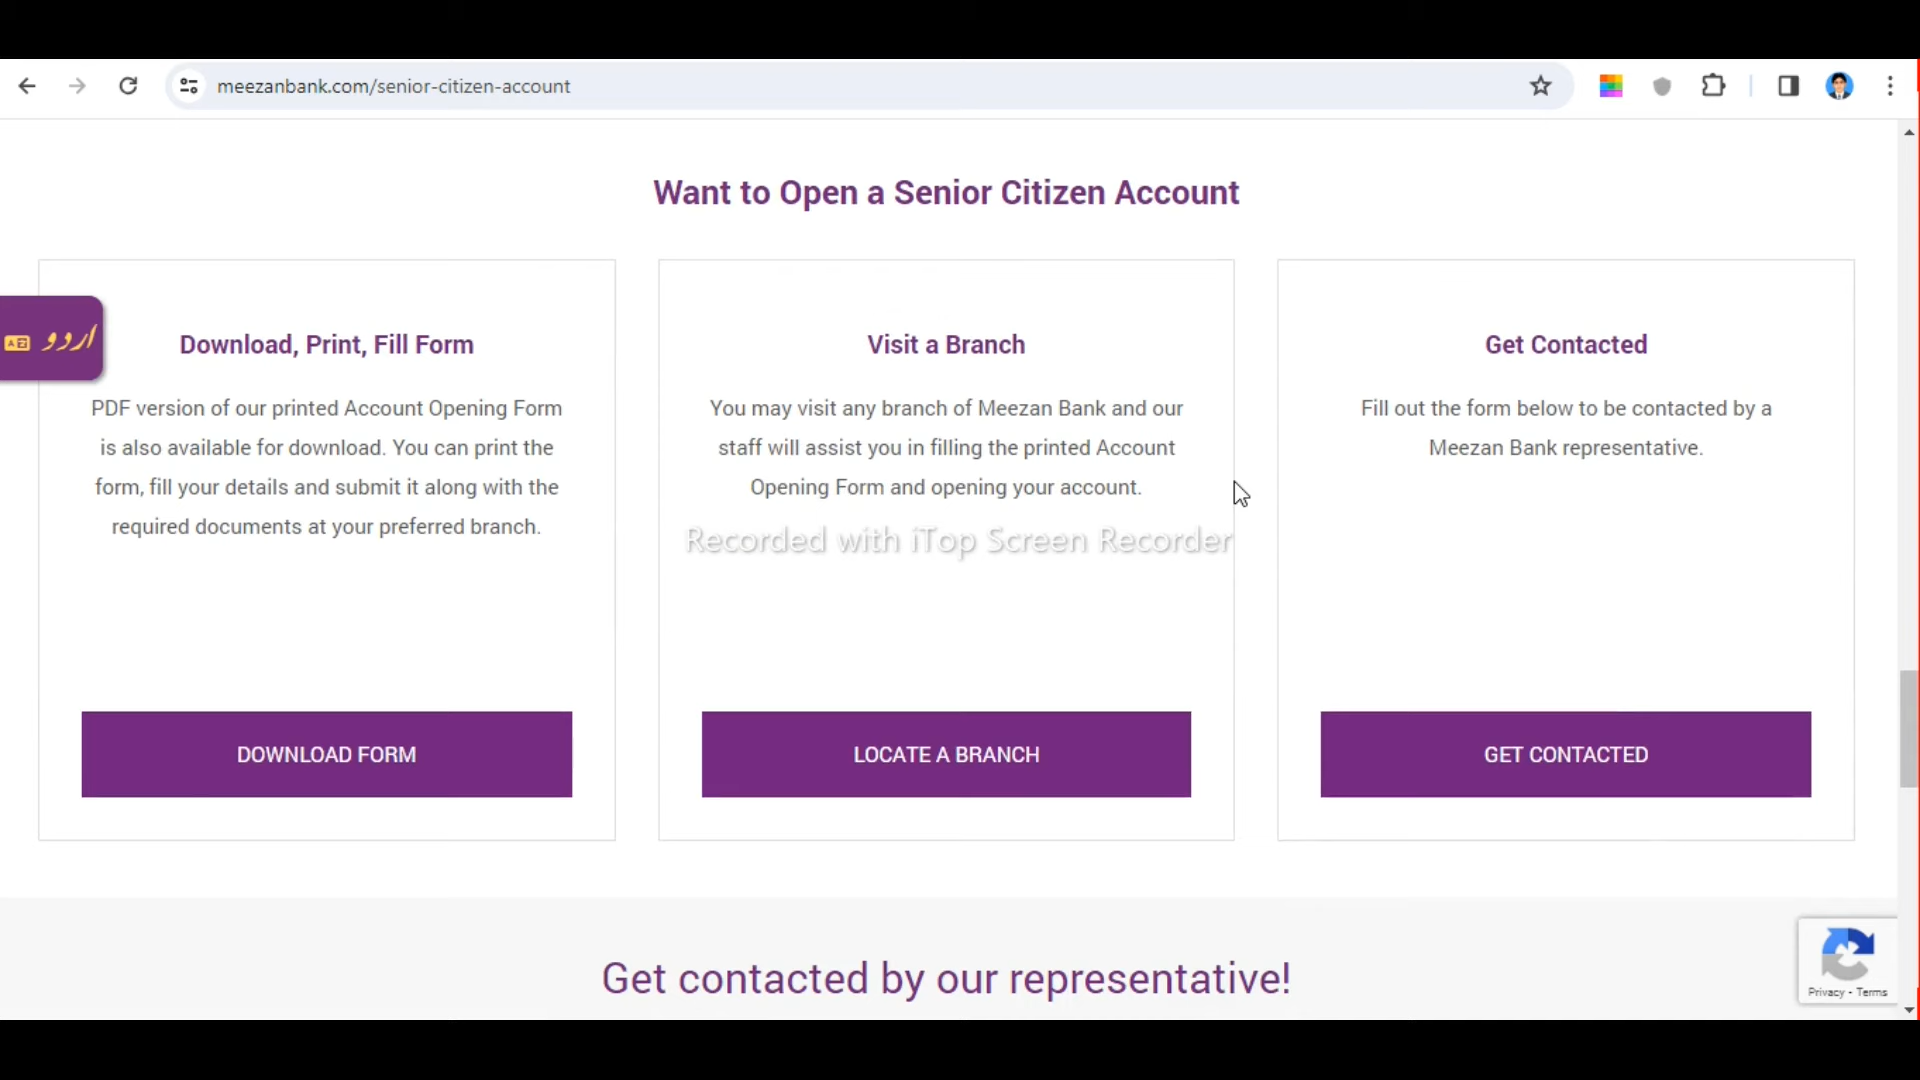 meezanbank.com/senior-citizen-account
Want to Open a Senior Citizen Account
اردو
Download, Print, Fill Form
PDF version of our printed Account Opening Form
is also available for download. You can print the
form, fill your details and submit it along with the
required documents at your preferred branch.
DOWNLOAD FORM
Visit a Branch
You may visit any branch of Meezan Bank and our
staff will assist you in filling the printed Account
Opening Form and opening your account.
Recorded with iTop Screen Recorder
LOCATE A BRANCH
Get Contacted
Fill out the form below to be contacted by a
Meezan Bank representative.
GET CONTACTED
Get contacted by our representative!
Privacy - Terms